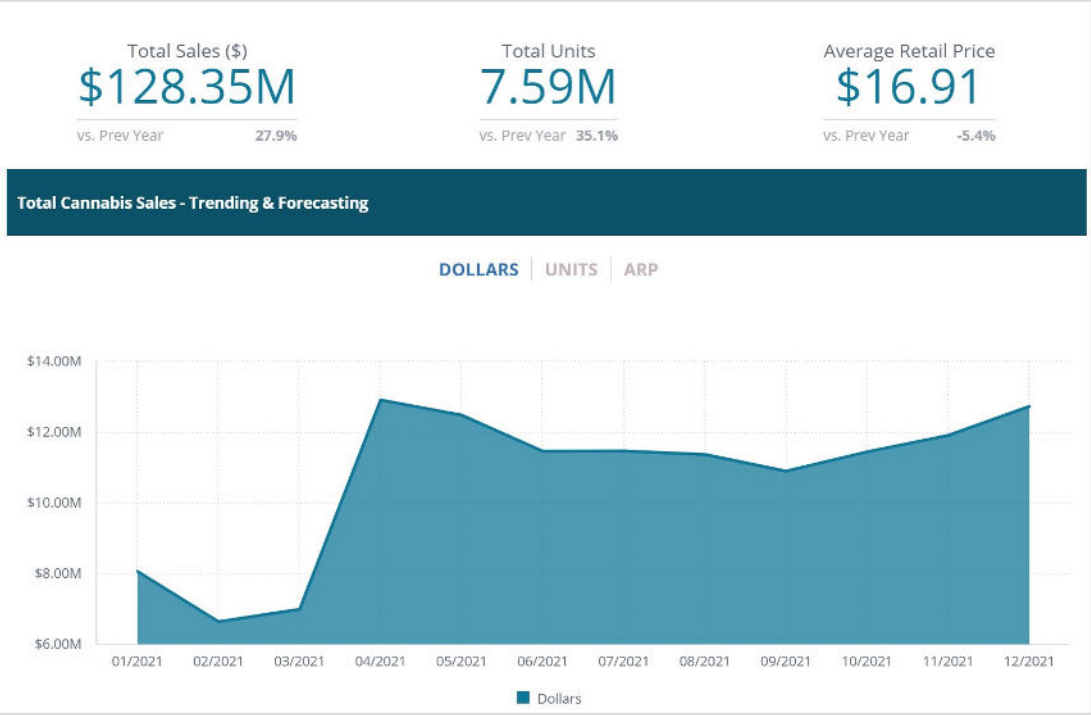 Total Sales ($) Total Units Average Retail Price
$128.35M 7.59M $16.91
vs. Prev Year 27.9% vs. Prev Year 35.1% vs. Prev Year -5.4%
Total Cannabis Sales - Trending & Forecasting
DOLLARS UNITS ARP
$14.00M
$12.00M
$10.00M
$8.00M
$6.00M
01/2021 02/2021 03/2021 04/2021 05/2021 06/2021 07/2021 08/2021 09/2021 10/2021 11/2021 12/2021
Dollars